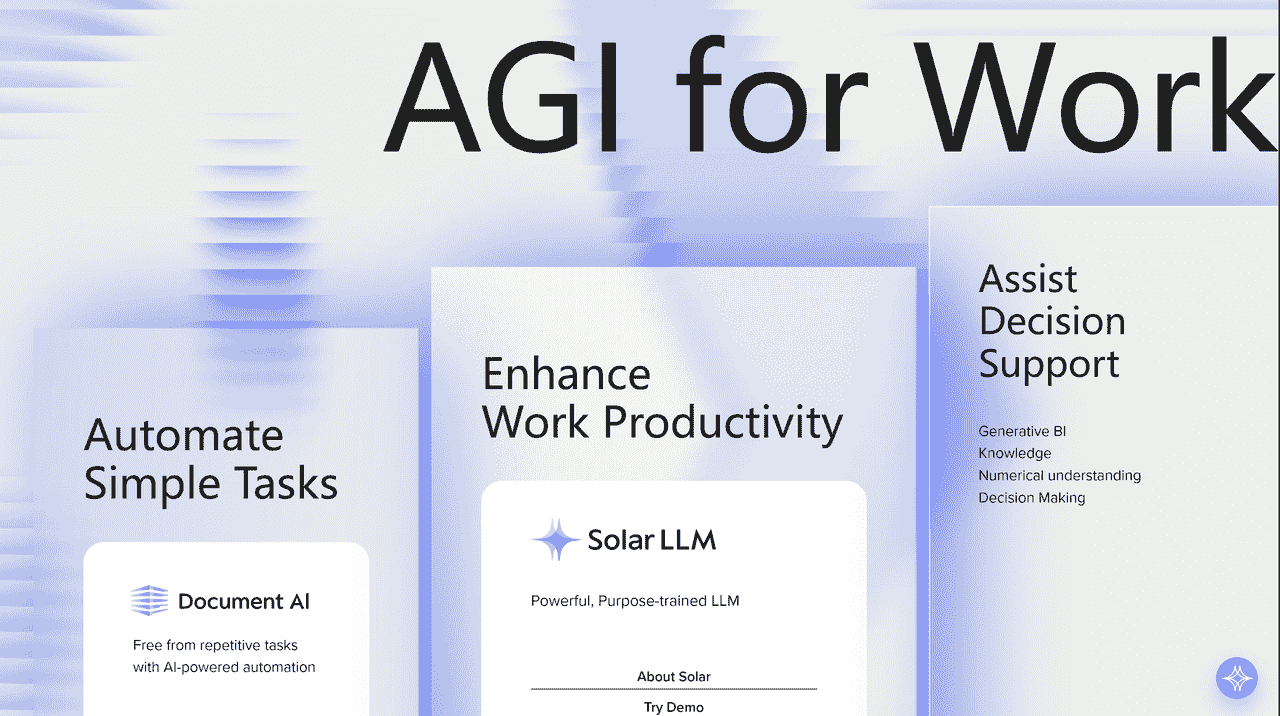 AGI for Work
Automate
Simple Tasks
Document AI
Free from repetitive tasks
with AI-powered automation
Enhance
Work Productivity
Solar LLM
Powerful, Purpose-trained LLM
About Solar
Try Demo
Assist
Decision
Support
Generative BI
Knowledge
Numerical understanding
Decision Making